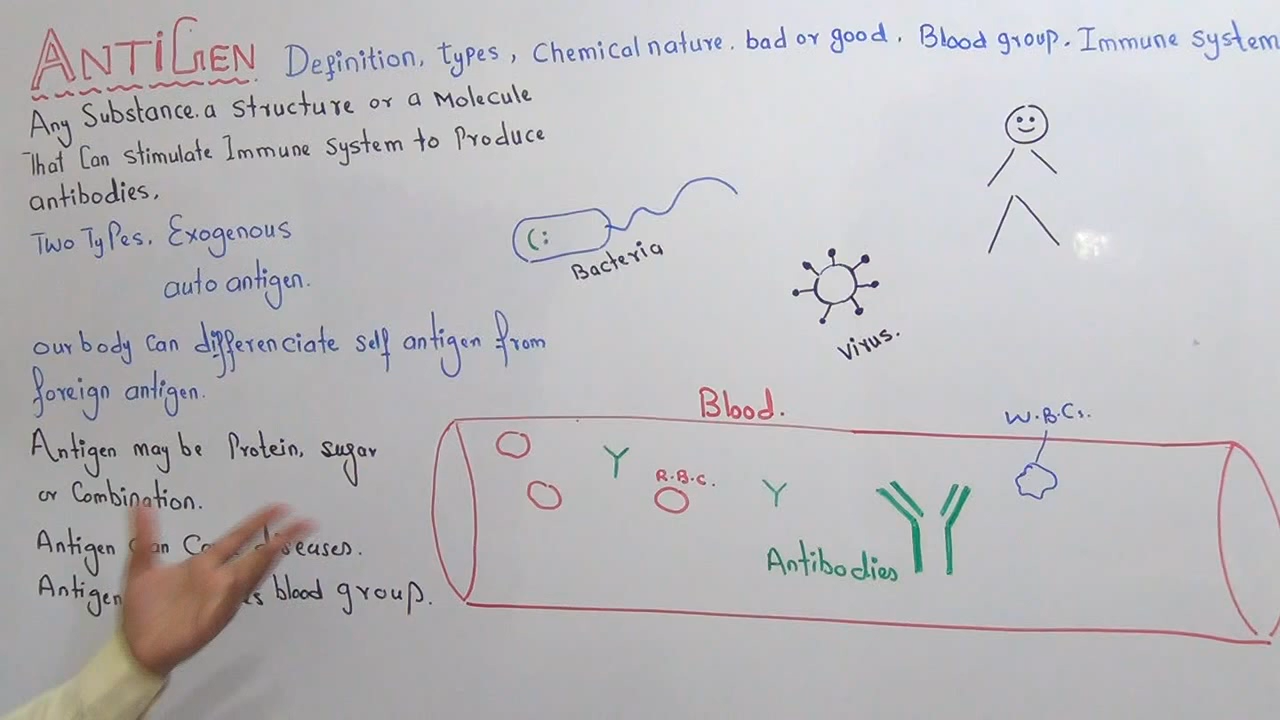 ANTIGEN Definition, types, Chemical nature. bad or good. Blood group. Immune system
Any Substance. a structure or a Molecule
That Can stimulate Immune System to Produce
antibodies.
Two Types. Exogenous
auto antigen.
our body can differenciate self antigen from
foreign antigen.
Antigen may be Protein, sugar
or Combination.
Antigen diseases.
Antigen blood group.
Bacteria
Virus.
Blood.
W.B.Cs.
R.B.C.
Antibodies